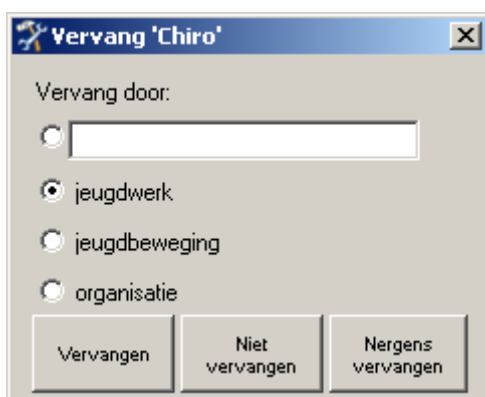 Vervang 'Chiro'
Vervang door:
jeugdwerk
jeugdbeweging
organisatie
Vervangen
Niet
vervangen
Nergens
vervangen